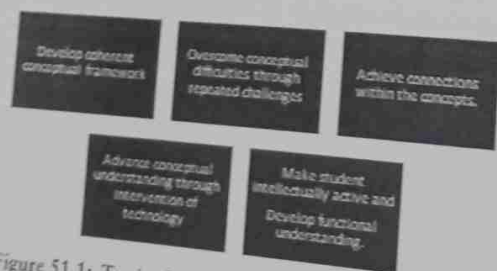 Develop coherent
conceptual framework
Overcome conceptual
difficulties through
repeated challenges
Achieve connections
within the concepts.
Advance conceptual
understanding through
intervention of
technology
Make student
intellectually active and
Develop functional
understanding.
Figure 51.1: